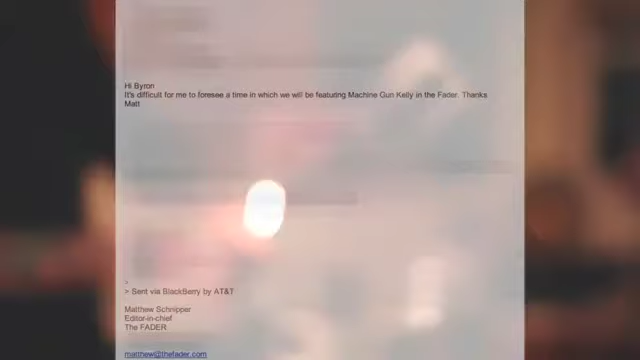 Hi Byron
It's difficult for me to foresee a time in which we will be featuring Machine Gun Kelly in the Fader. Thanks
Matt
>
> Sent via BlackBerry by AT&T
Matthew Schnipper
Editor-in-chief
The FADER
matthew@thefader.com